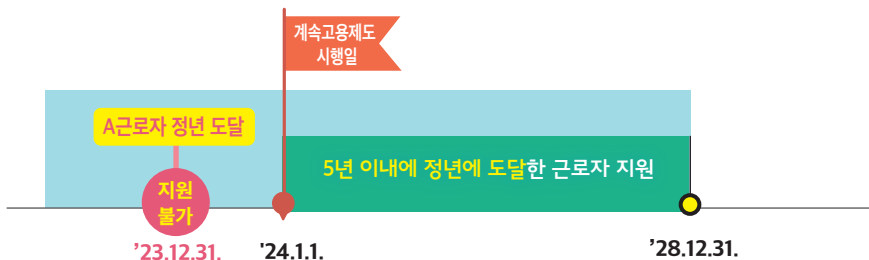 계속고용제도
시행일
A근로자 정년 도달
5년 이내에 정년에 도달한 근로자 지원
지원
불가
’23.12.31.
'24.1.1.
’28.12.31.